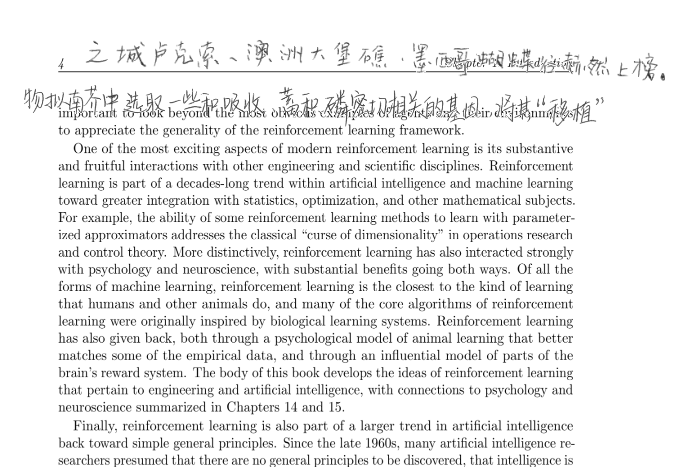 4 之城卢克索、澳洲大堡礁、墨西哥蝴蝶谷赫然上榜。
物拟南芥中选取一些和吸收、蓄积磷密切相关的基因,将其“移植”
important to look beyond the most obvious examples of agents and their environments
to appreciate the generality of the reinforcement learning framework.
One of the most exciting aspects of modern reinforcement learning is its substantive
and fruitful interactions with other engineering and scientific disciplines. Reinforcement
learning is part of a decades-long trend within artificial intelligence and machine learning
toward greater integration with statistics, optimization, and other mathematical subjects.
For example, the ability of some reinforcement learning methods to learn with parameter-
ized approximators addresses the classical “curse of dimensionality” in operations research
and control theory. More distinctively, reinforcement learning has also interacted strongly
with psychology and neuroscience, with substantial benefits going both ways. Of all the
forms of machine learning, reinforcement learning is the closest to the kind of learning
that humans and other animals do, and many of the core algorithms of reinforcement
learning were originally inspired by biological learning systems. Reinforcement learning
has also given back, both through a psychological model of animal learning that better
matches some of the empirical data, and through an influential model of parts of the
brain’s reward system. The body of this book develops the ideas of reinforcement learning
that pertain to engineering and artificial intelligence, with connections to psychology and
neuroscience summarized in Chapters 14 and 15.
Finally, reinforcement learning is also part of a larger trend in artificial intelligence
back toward simple general principles. Since the late 1960s, many artificial intelligence re-
searchers presumed that there are no general principles to be discovered, that intelligence is